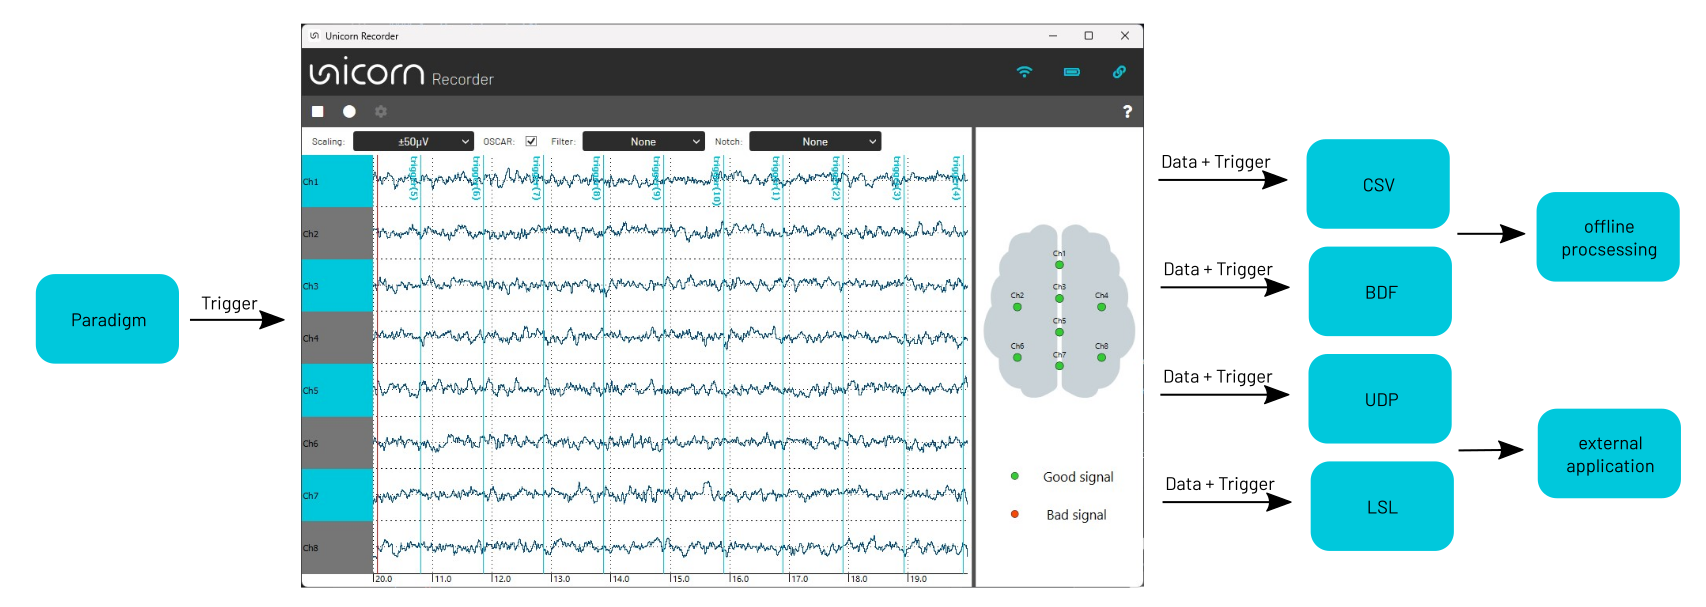 Unicorn Recorder
unicorn Recorder
?
Scaling: ±50µV OSCAR: Filter: None Notch: None
trigger(5) trigger(6) trigger(7) trigger(8) trigger(9) trigger(10) trigger(1) trigger(2) trigger(3) trigger(4)
Ch1
Ch2
Ch3
Ch4
Ch5
Ch6
Ch7
Ch8
20.0 11.0 12.0 13.0 14.0 15.0 16.0 17.0 18.0 19.0
Paradigm
Trigger
Ch1
Ch2 Ch3 Ch4
Ch5
Ch6 Ch7 Ch8
Good signal
Bad signal
Data + Trigger
CSV
Data + Trigger
BDF
Data + Trigger
UDP
Data + Trigger
LSL
offline
procsessing
external
application